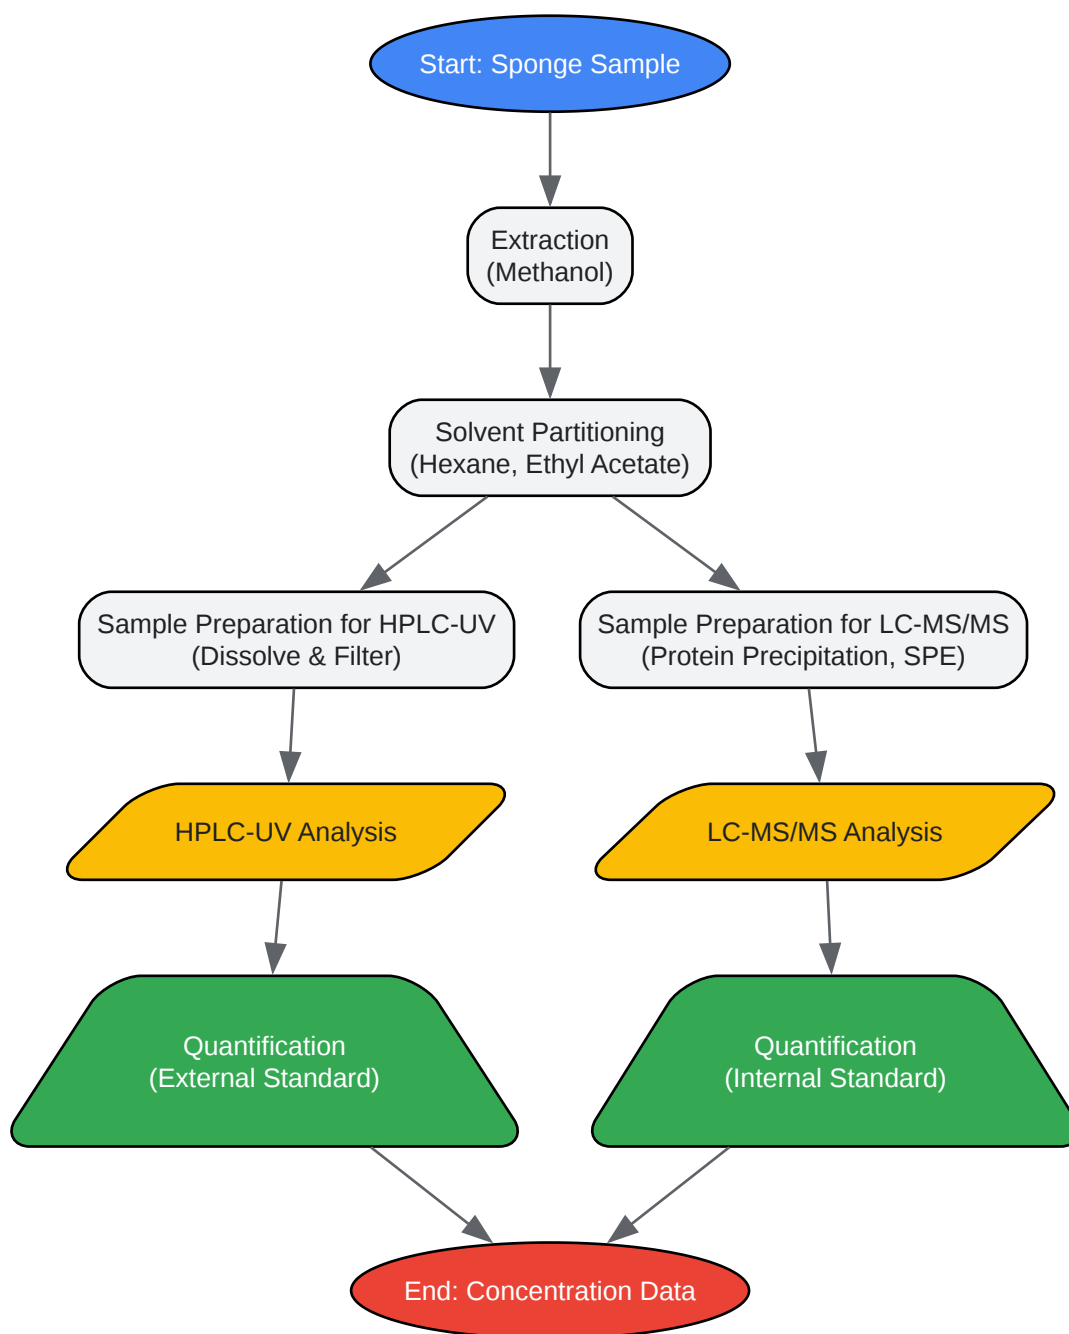 Start: Sponge Sample
Extraction
(Methanol)
Solvent Partitioning
(Hexane, Ethyl Acetate)
Sample Preparation for HPLC-UV
(Dissolve & Filter)
Sample Preparation for LC-MS/MS
(Protein Precipitation, SPE)
HPLC-UV Analysis
LC-MS/MS Analysis
Quantification
(External Standard)
Quantification
(Internal Standard)
End: Concentration Data